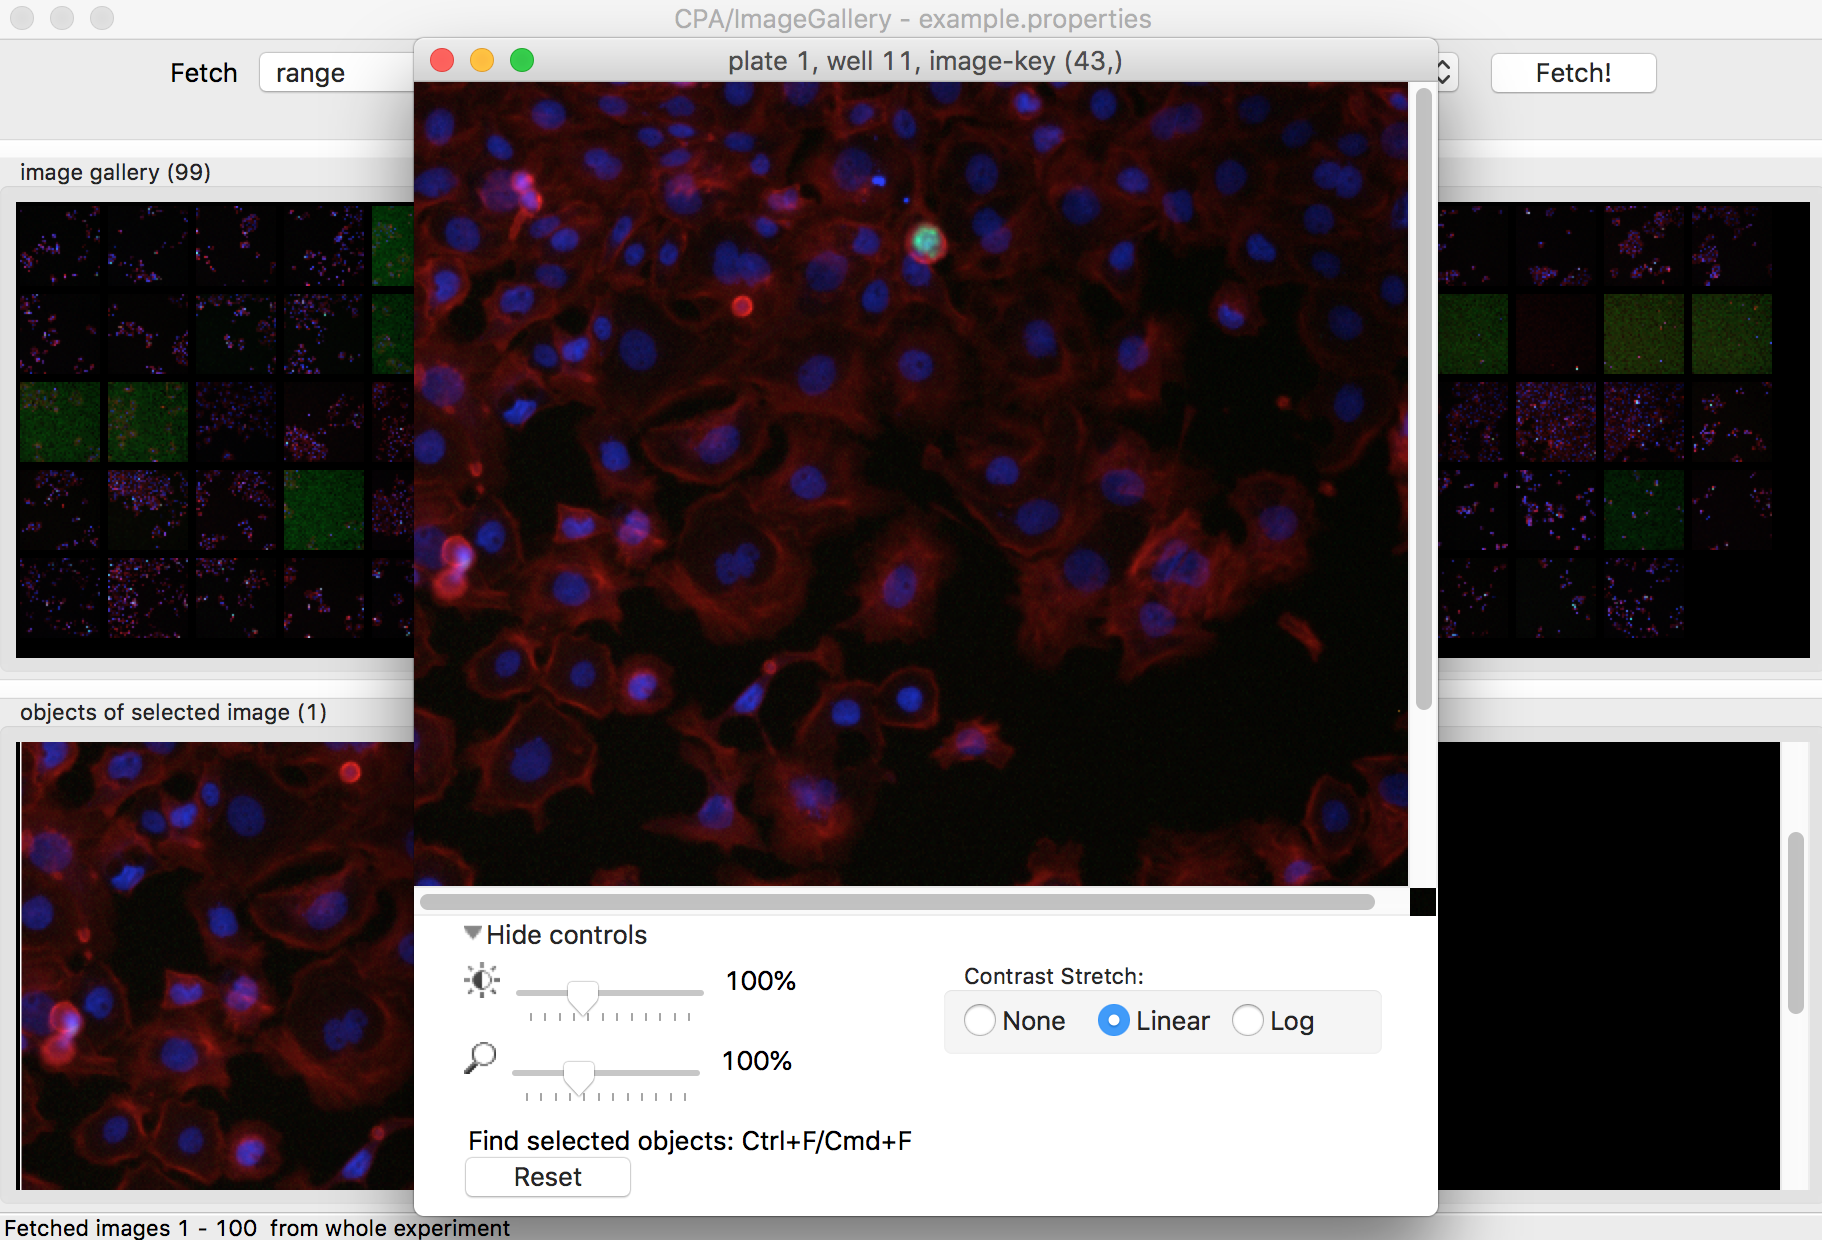 CPA/ImageGallery - example.properties
Fetch range Fetch!
plate 1, well 11, image-key (43,)
image gallery (99)
objects of selected image (1)
Hide controls
100%
Contrast Stretch:
None Linear Log
100%
Find selected objects: Ctrl+F/Cmd+F
Reset
Fetched images 1 - 100 from whole experiment